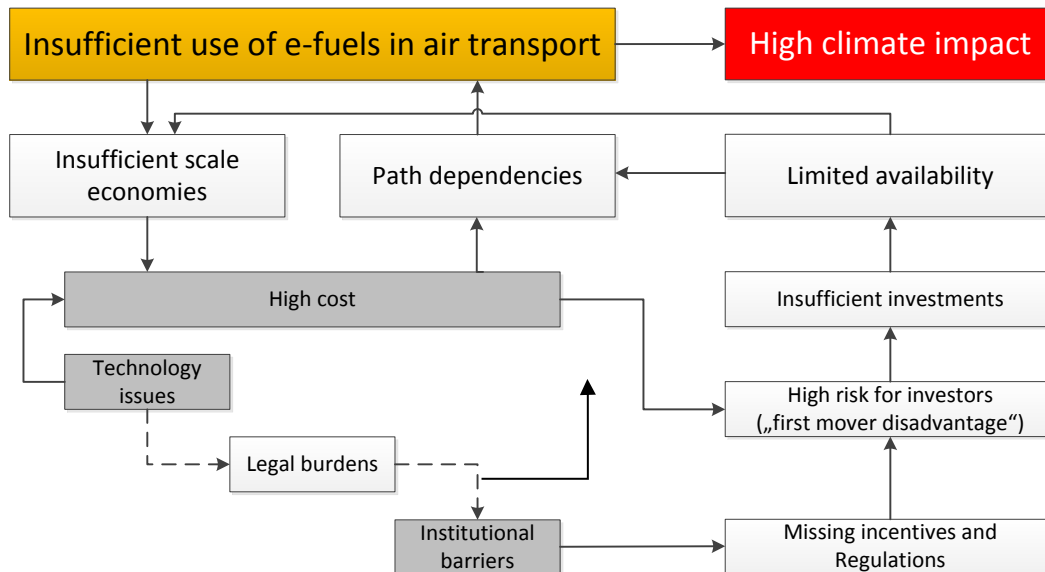 Insufficient use of e-fuels in air transport
High climate impact
Insufficient scale
economies
Path dependencies
Limited availability
High cost
Insufficient investments
Technology
issues
High risk for investors
(„first mover disadvantage“)
Legal burdens
Institutional
barriers
Missing incentives and
Regulations